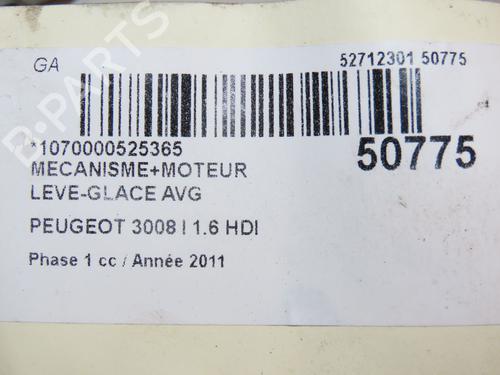 GA
52712301 50775
*1070000525365
50775
MECANISME+MOTEUR
LEVE-GLACE AVG
PEUGEOT 3008 I 1.6 HDI
Phase 1 cc / Année 2011
B-PARTS